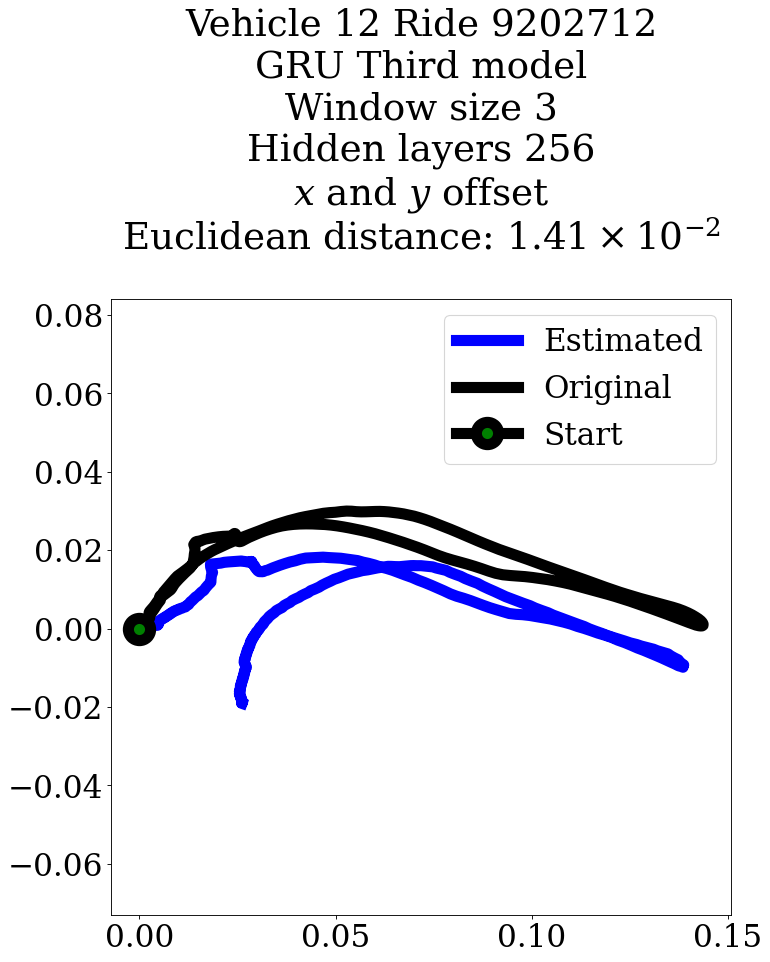 Vehicle 12 Ride 9202712
GRU Third model
Window size 3
Hidden layers 256
x and y offset
Euclidean distance: 1.41 × 10⁻²
Estimated
Original
Start
0.08
0.06
0.04
0.02
0.00
−0.02
−0.04
−0.06
0.00 0.05 0.10 0.15